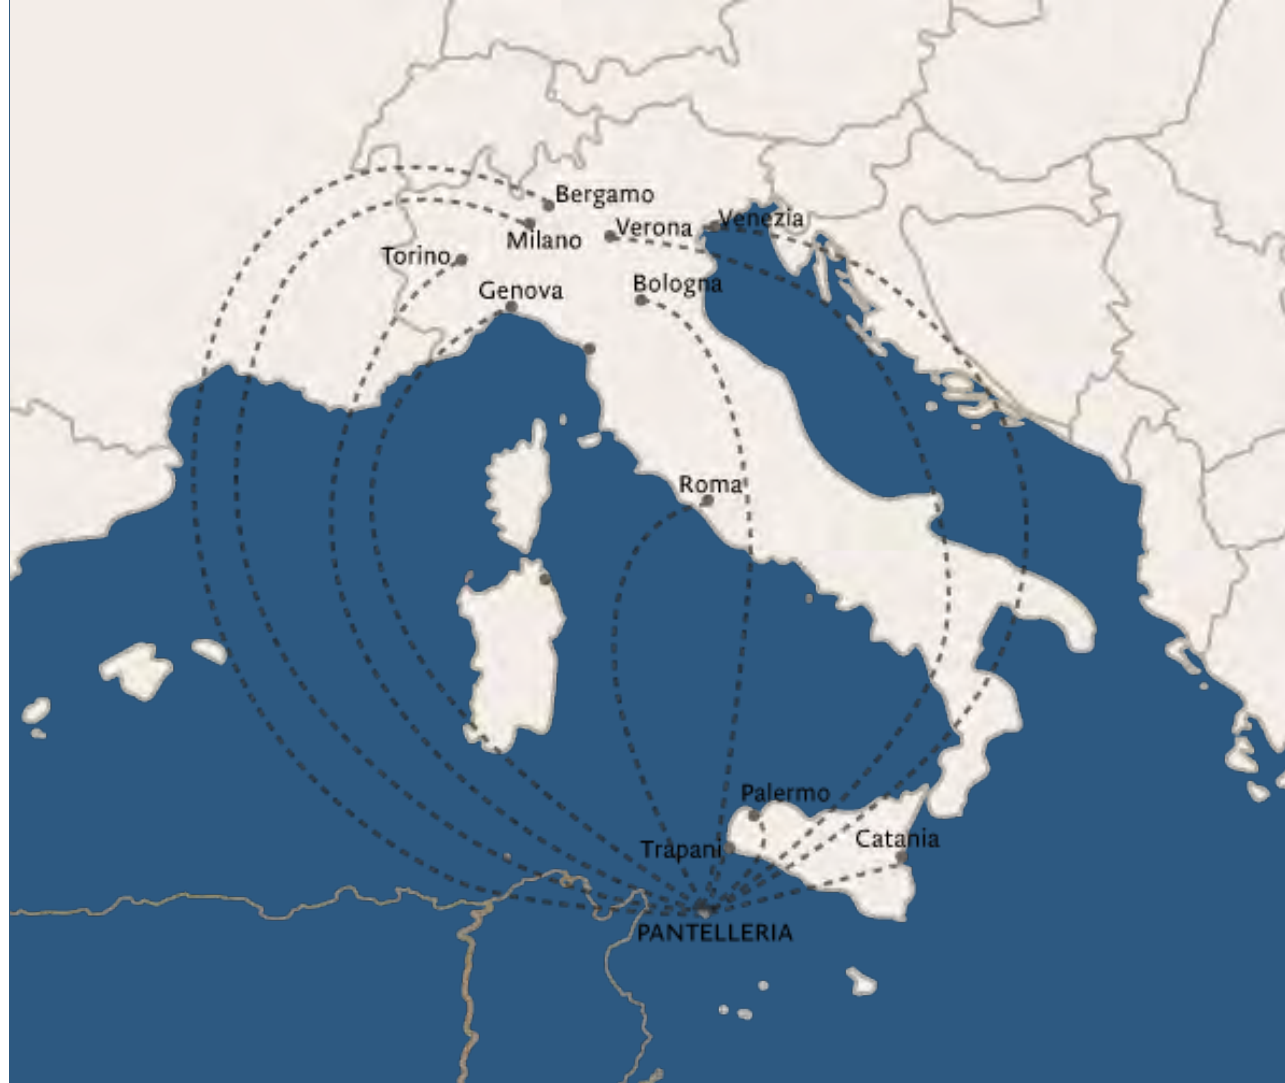 Bergamo
Venezia
Verona
Milano
Torino
Bologna
Genova
Roma
Palermo
Catania
Trapani
PANTELLERIA